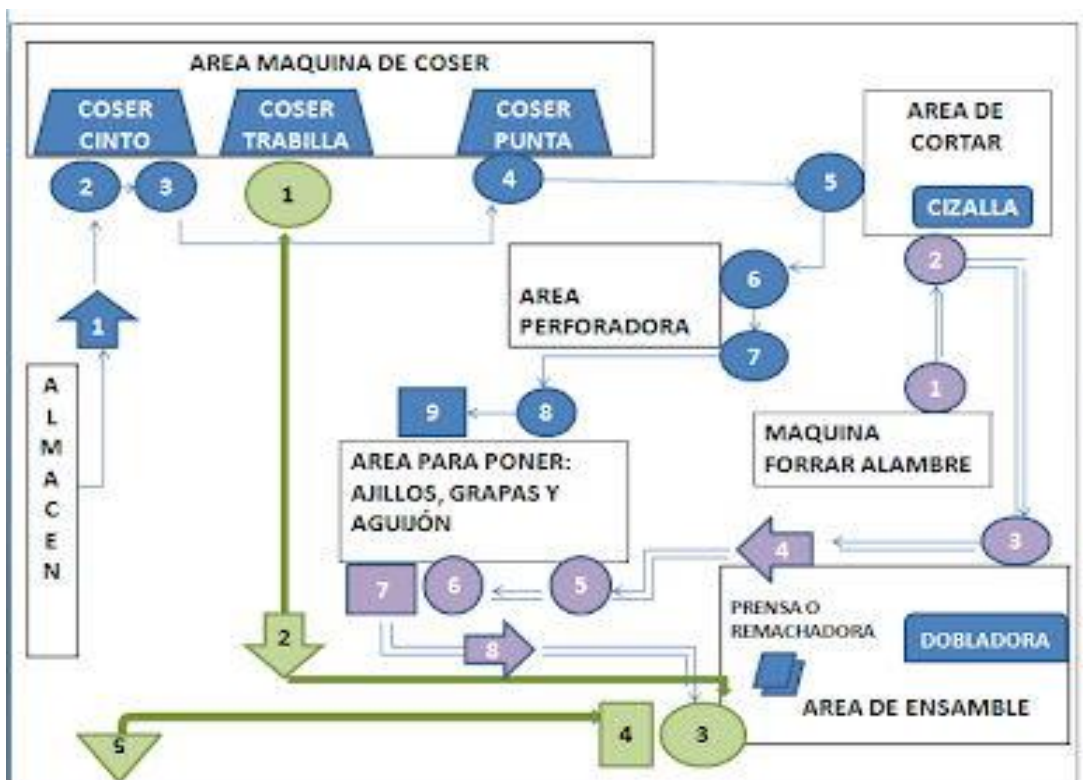 AREA MAQUINA DE COSER
COSER
CINTO
COSER
TRABILLA
COSER
PUNTA
AREA DE
CORTAR
CIZALLA
2
3
1
4
5
2
1
6
AREA
PERFORADORA
7
1
A
L
M
A
C
E
N
9
8
MAQUINA
FORRAR ALAMBRE
AREA PARA PONER:
AJILLOS, GRAPAS Y
AGUIJÓN
3
4
7
6
5
PRENSA O
REMACHADORA
DOBLADORA
2
8
AREA DE ENSAMBLE
4
3
5